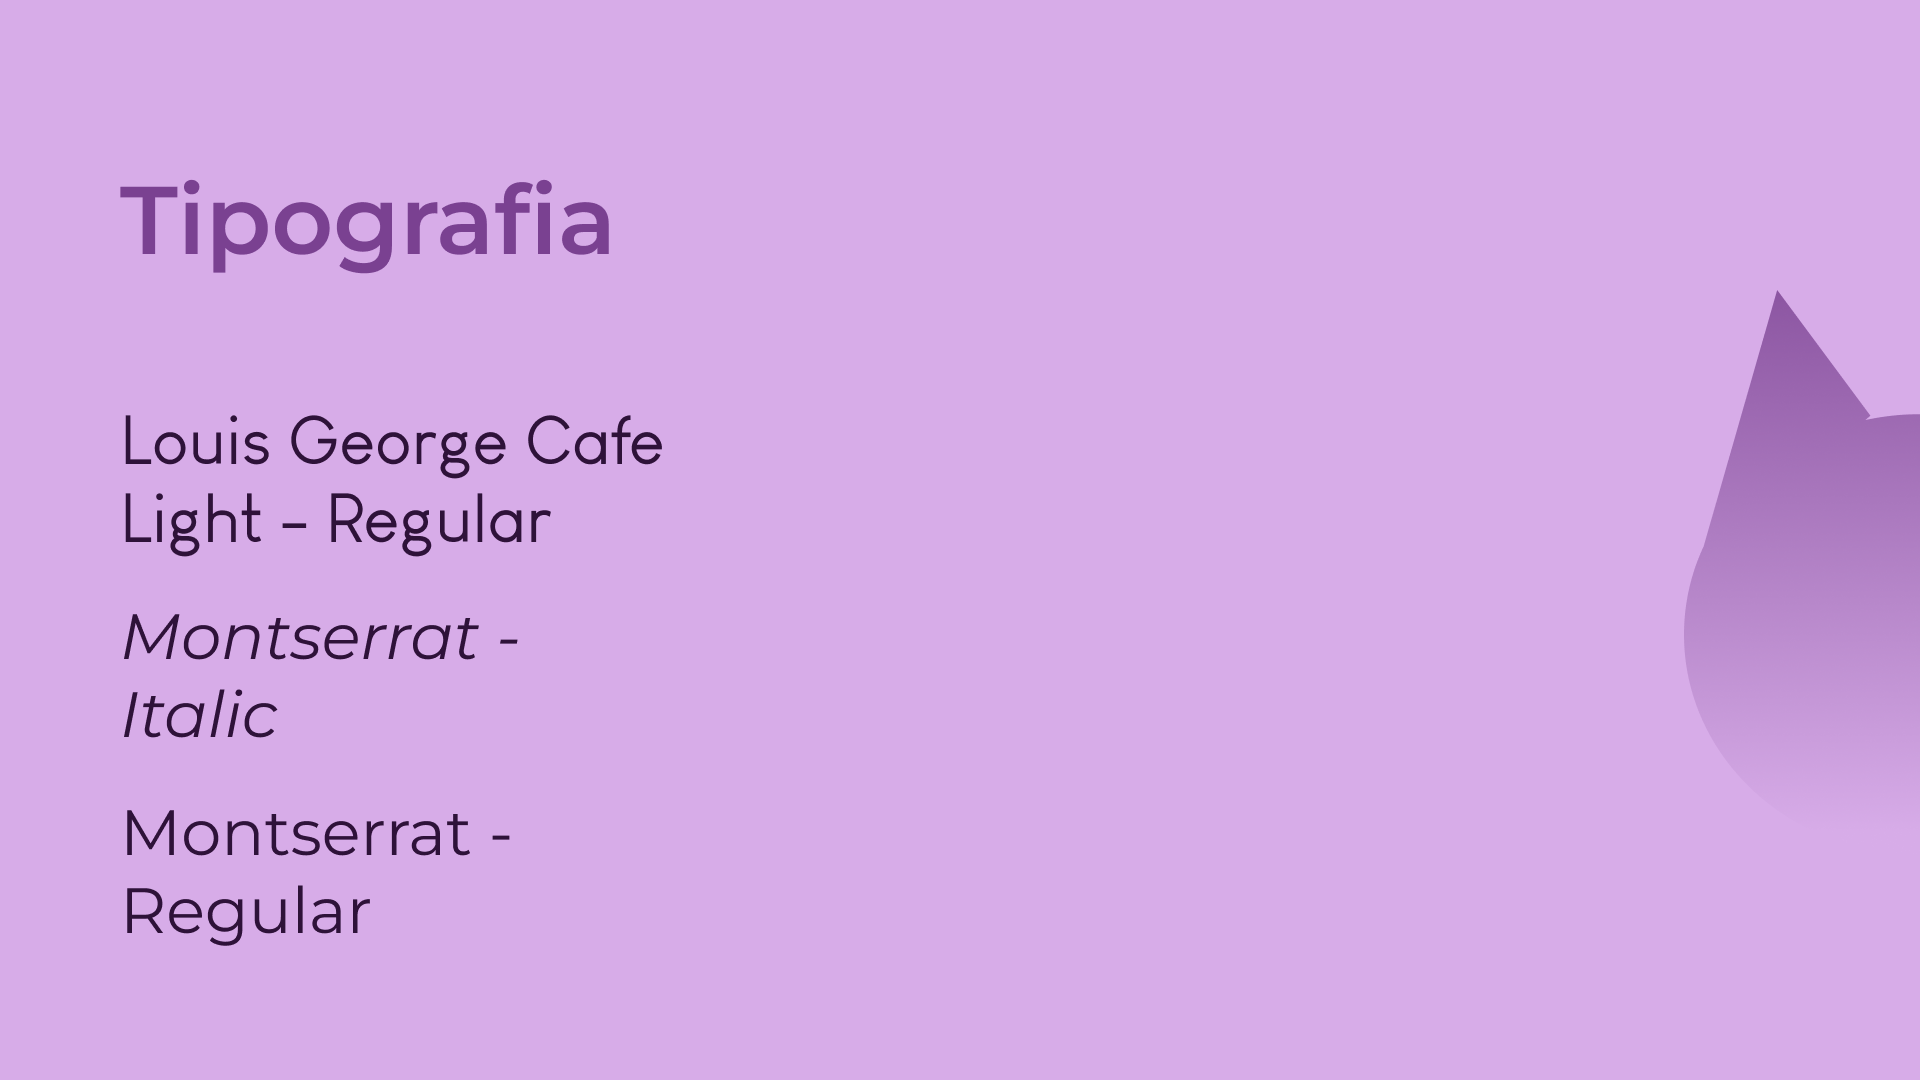 Tipografia
Louis George Cafe
Light - Regular
Montserrat -
Italic
Montserrat -
Regular